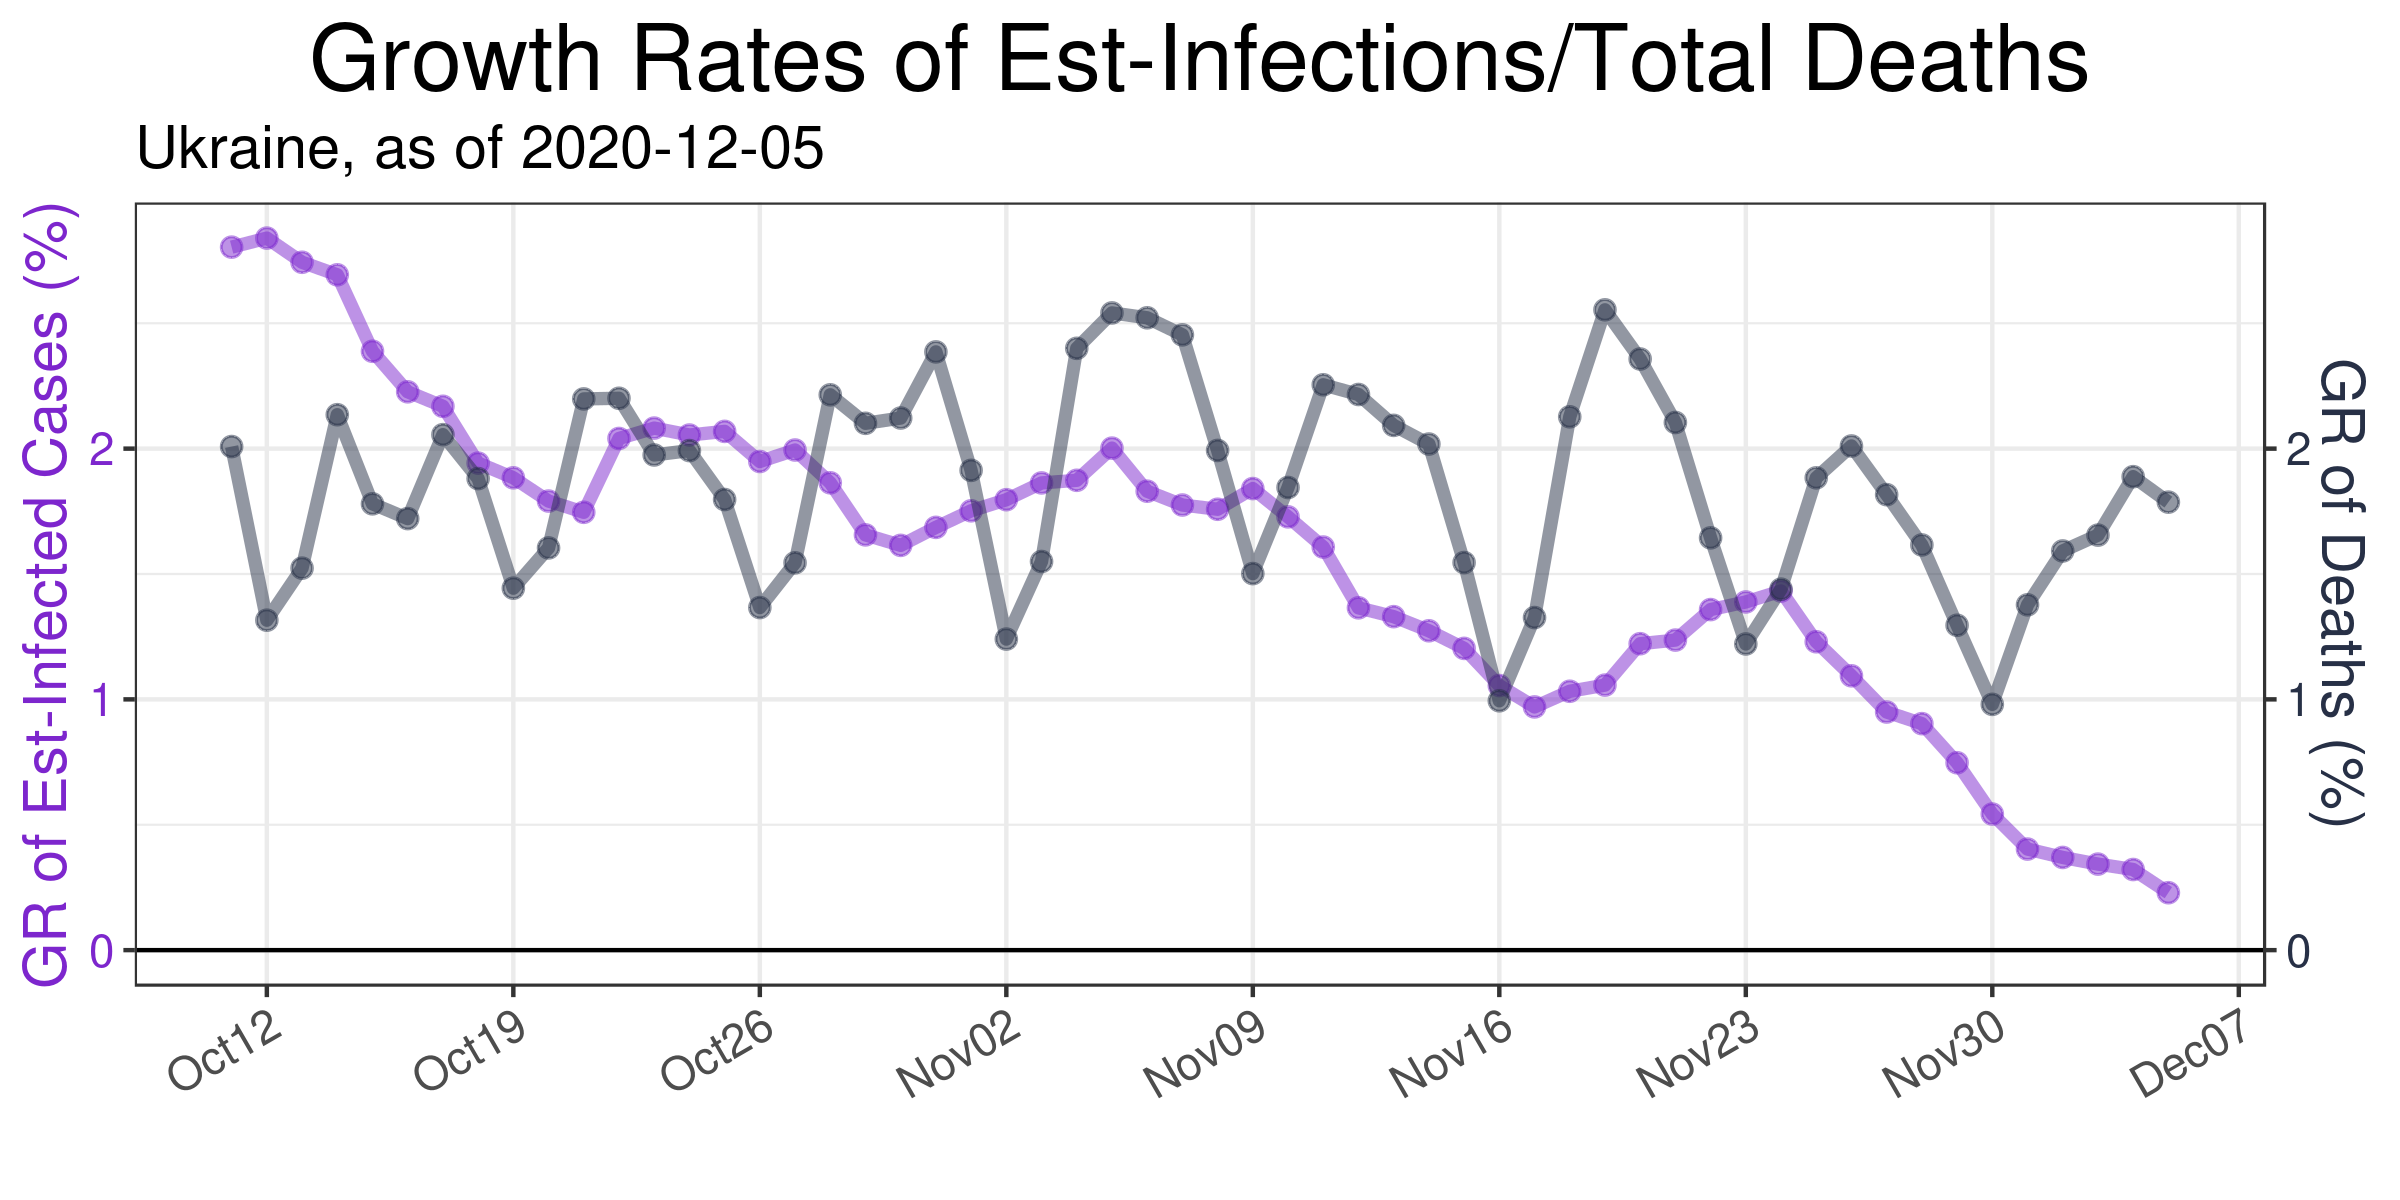 Growth Rates of Est-Infections/Total Deaths
Ukraine, as of 2020-12-05
GR of Est-Infected Cases (%)
2
1
0
2
1
0
GR of Deaths (%)
Oct12
Oct19
Oct26
Nov02
Nov09
Nov16
Nov23
Nov30
Dec07